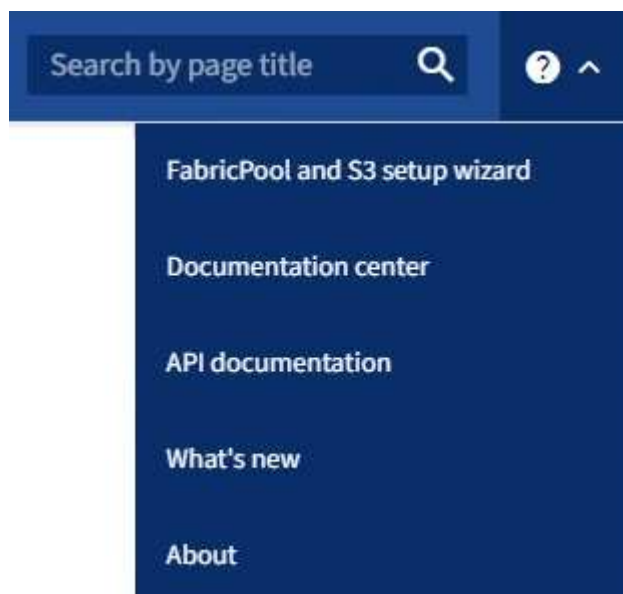 Search by page title
FabricPool and S3 setup wizard
Documentation center
API documentation
What's new
About